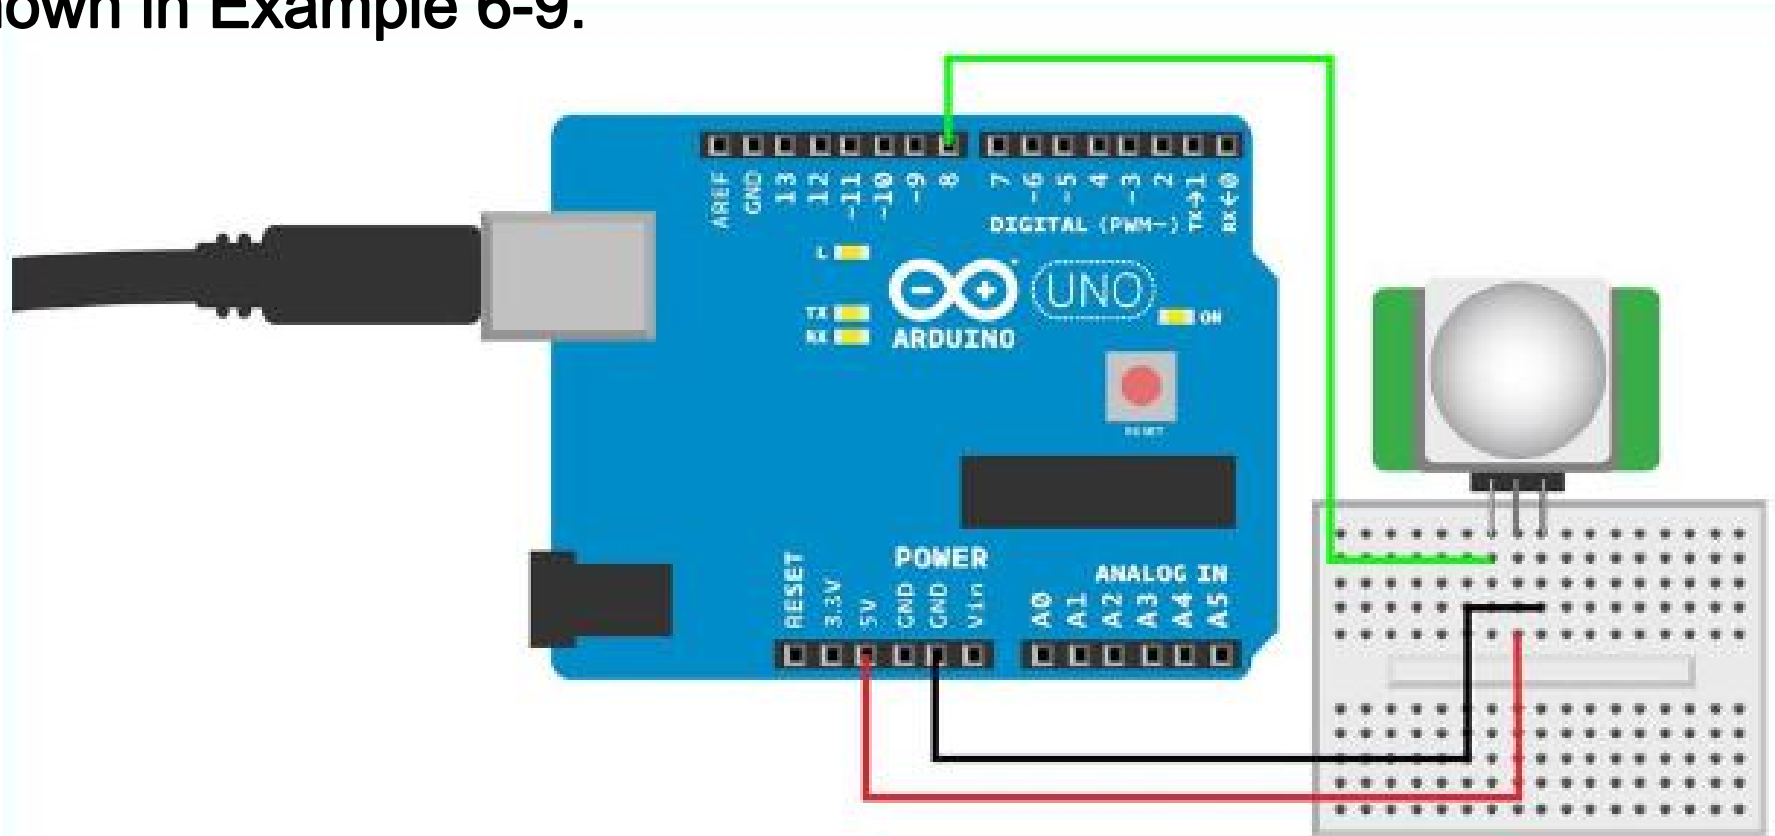 nown in Example 6-9.
AREF GND 13 12 ~11 ~10 ~9 8 7 ~6 ~5 4 ~3 2 TX→1 RX←0
DIGITAL (PWM~)
L
TX
RX
ARDUINO
UNO
ON
RESET
POWER
RESET 3.3V 5V GND GND Vin
ANALOG IN
A0 A1 A2 A3 A4 A5